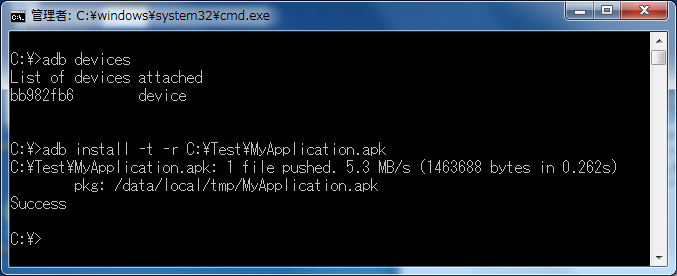 管理者: C:¥windows¥system32¥cmd.exe
C:¥>adb devices
List of devices attached
bb982fb6        device
C:¥>adb install -t -r C:¥Test¥MyApplication.apk
C:¥Test¥MyApplication.apk: 1 file pushed. 5.3 MB/s (1463688 bytes in 0.262s)
        pkg: /data/local/tmp/MyApplication.apk
Success
C:¥>